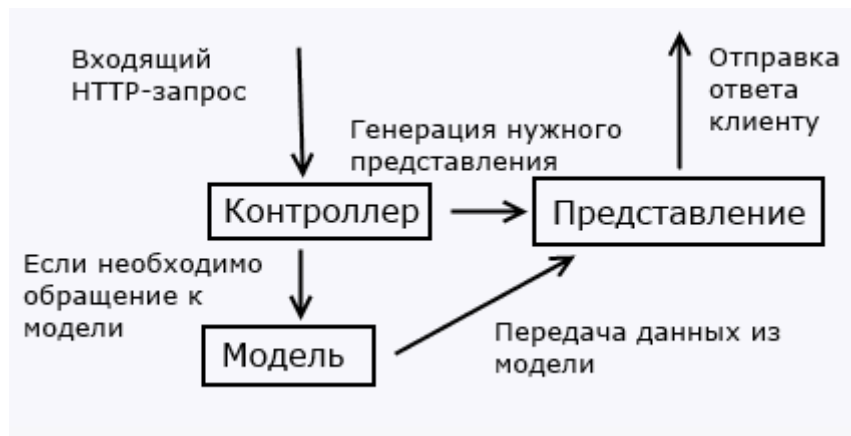 Входящий
HTTP-запрос
Отправка
ответа
клиенту
Генерация нужного
представления
Контроллер
Представление
Если необходимо
обращение к
модели
Модель
Передача данных из
модели